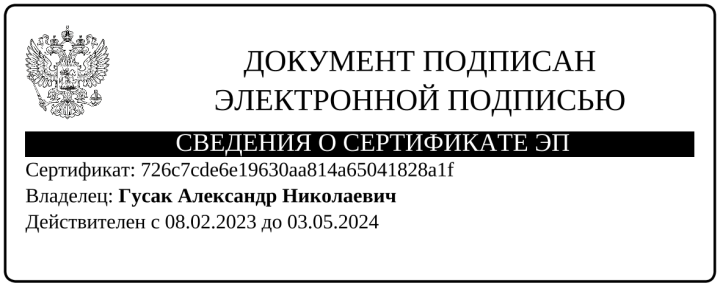 ДОКУМЕНТ ПОДПИСАН
ЭЛЕКТРОННОЙ ПОДПИСЬЮ
СВЕДЕНИЯ О СЕРТИФИКАТЕ ЭП
Сертификат: 726c7cde6e19630aa814a65041828a1f
Владелец: Гусак Александр Николаевич
Действителен с 08.02.2023 до 03.05.2024